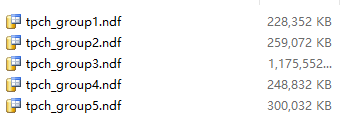 tpch_group1.ndf 228,352 KB
tpch_group2.ndf 259,072 KB
tpch_group3.ndf 1,175,552...
tpch_group4.ndf 248,832 KB
tpch_group5.ndf 300,032 KB